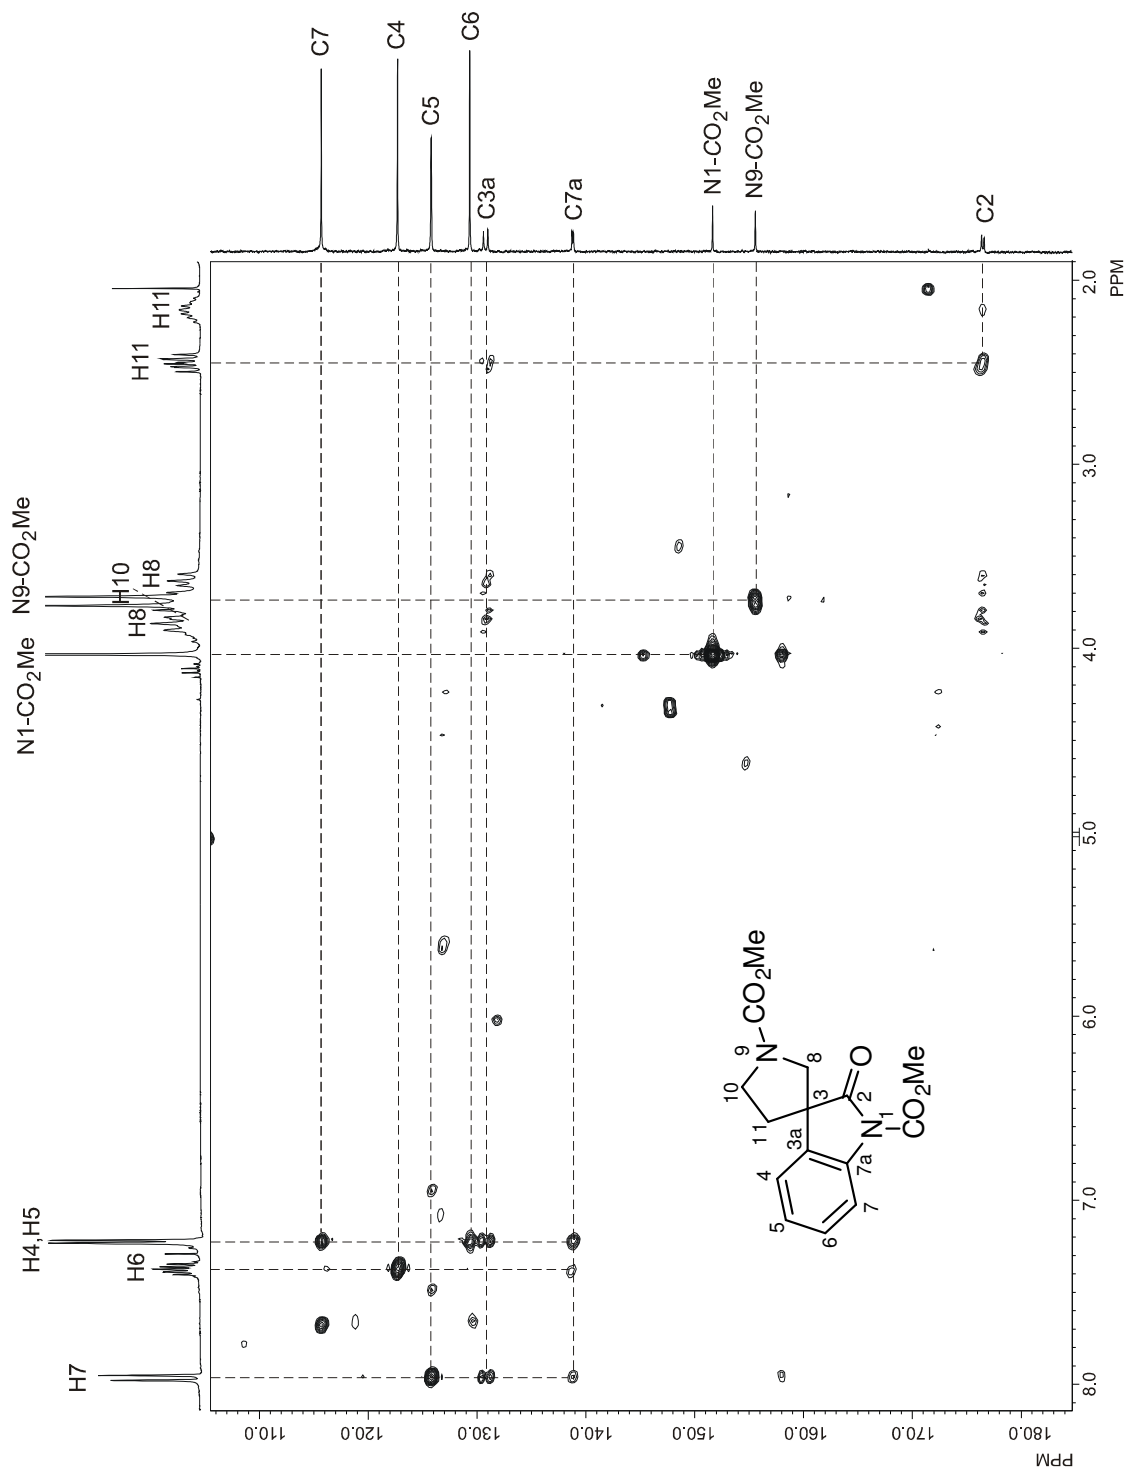 C7
C4
C5
C6
C3a
C7a
N1-CO2Me
N9-CO2Me
C2
N1-CO2Me
N9-CO2Me
H8
H10
H8
H11
H11
H4,H5
H6
H7
2.0
3.0
4.0
5.0
6.0
7.0
8.0
PPM
110.0
120.0
130.0
140.0
150.0
160.0
170.0
180.0
PPM
CO2Me
9
N
8
10
11
3
O
2
3a
4
5
6
7
7a
N
1
CO2Me